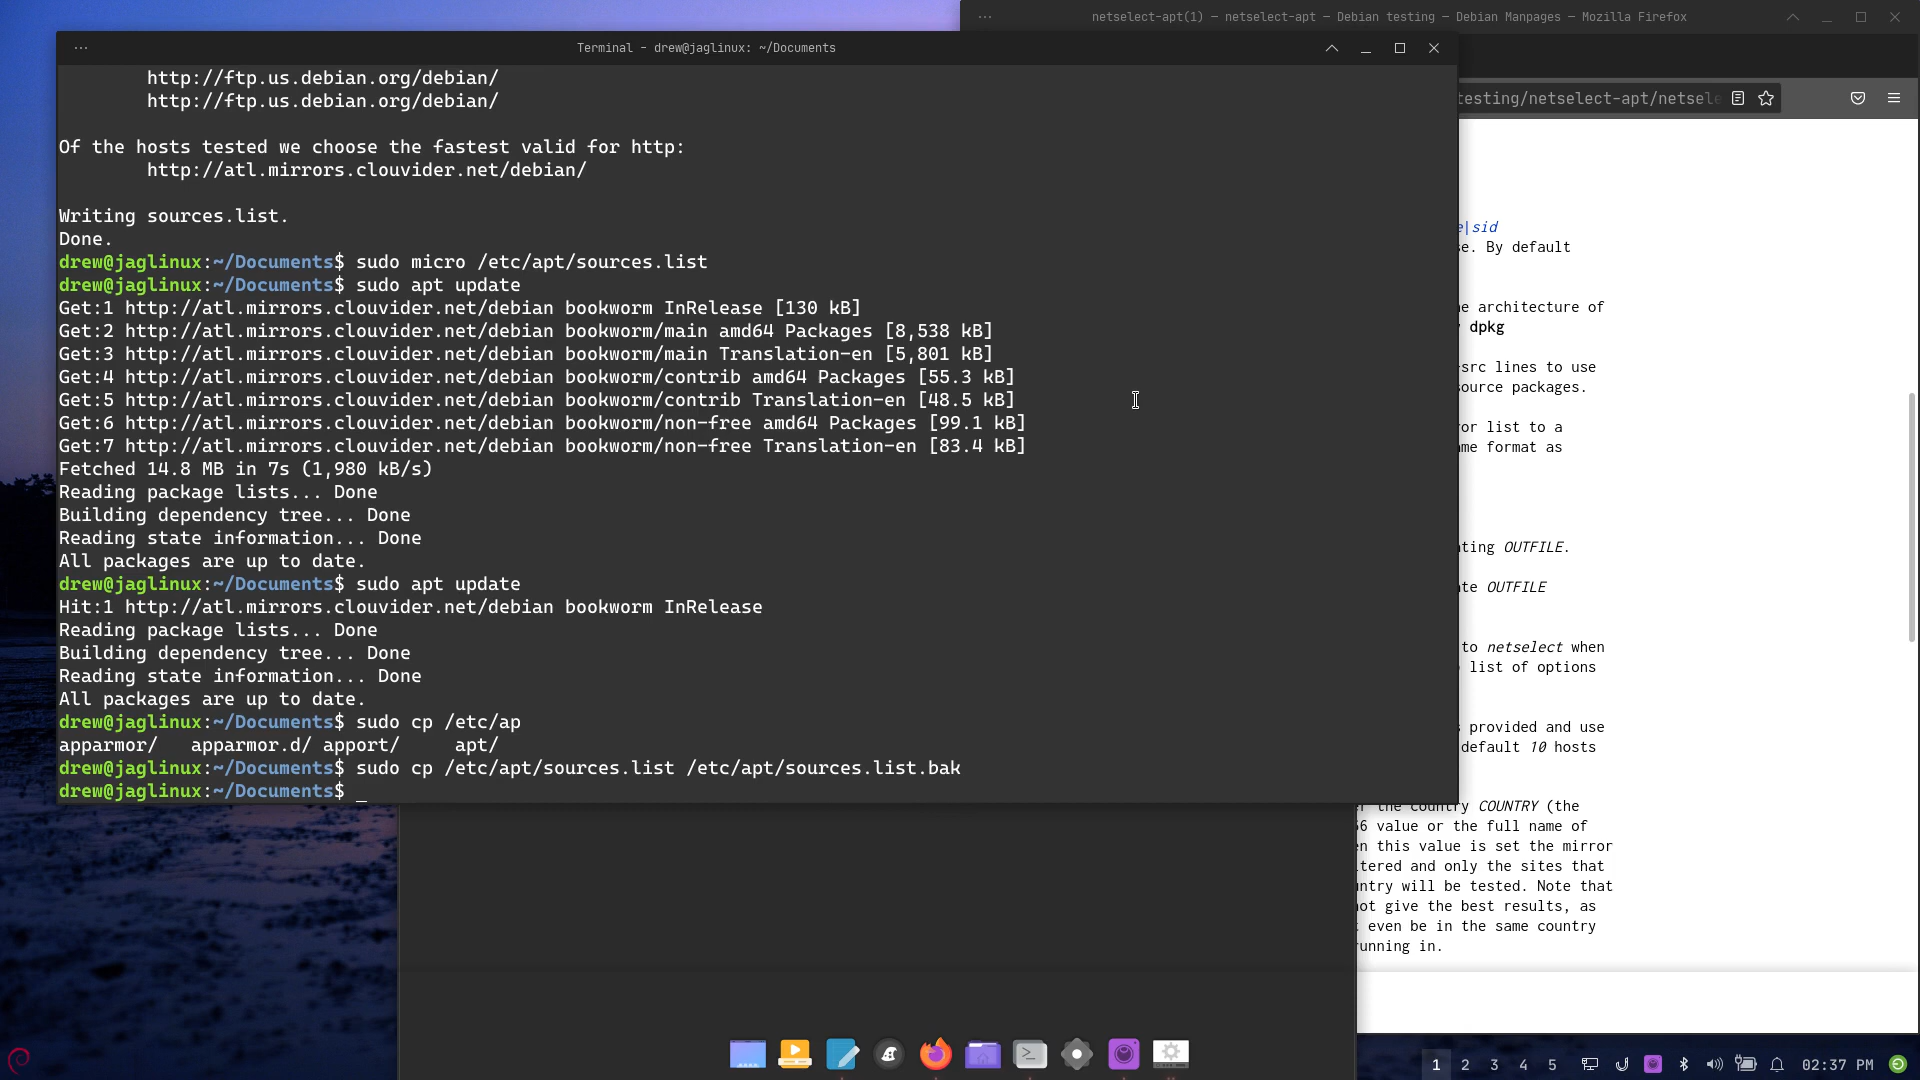 netselect-apt(1) — netselect-apt — Debian testing — Debian Manpages — Mozilla Firefox
Terminal - drew@jaglinux: ~/Documents
http://ftp.us.debian.org/debian/
http://ftp.us.debian.org/debian/
Of the hosts tested we choose the fastest valid for http:
http://atl.mirrors.clouvider.net/debian/
Writing sources.list.
Done.
drew@jaglinux:~/Documents$ sudo micro /etc/apt/sources.list
drew@jaglinux:~/Documents$ sudo apt update
Get:1 http://atl.mirrors.clouvider.net/debian bookworm InRelease [130 kB]
Get:2 http://atl.mirrors.clouvider.net/debian bookworm/main amd64 Packages [8,538 kB]
Get:3 http://atl.mirrors.clouvider.net/debian bookworm/main Translation-en [5,801 kB]
Get:4 http://atl.mirrors.clouvider.net/debian bookworm/contrib amd64 Packages [55.3 kB]
Get:5 http://atl.mirrors.clouvider.net/debian bookworm/contrib Translation-en [48.5 kB]
Get:6 http://atl.mirrors.clouvider.net/debian bookworm/non-free amd64 Packages [99.1 kB]
Get:7 http://atl.mirrors.clouvider.net/debian bookworm/non-free Translation-en [83.4 kB]
Fetched 14.8 MB in 7s (1,980 kB/s)
Reading package lists... Done
Building dependency tree... Done
Reading state information... Done
All packages are up to date.
drew@jaglinux:~/Documents$ sudo apt update
Hit:1 http://atl.mirrors.clouvider.net/debian bookworm InRelease
Reading package lists... Done
Building dependency tree... Done
Reading state information... Done
All packages are up to date.
drew@jaglinux:~/Documents$ sudo cp /etc/ap
apparmor/ apparmor.d/ apport/ apt/
drew@jaglinux:~/Documents$ sudo cp /etc/apt/sources.list /etc/apt/sources.list.bak
drew@jaglinux:~/Documents$ _
testing/netselect-apt/netsele
e|sid
se. By default
he architecture of
dpkg
src lines to use
source packages.
ror list to a
me format as
ating OUTFILE.
ate OUTFILE
to netselect when
list of options
s provided and use
default 10 hosts
the country COUNTRY (the
66 value or the full name of
en this value is set the mirror
tered and only the sites that
untry will be tested. Note that
not give the best results, as
even be in the same country
running in.
1 2 3 4 5
02:37 PM